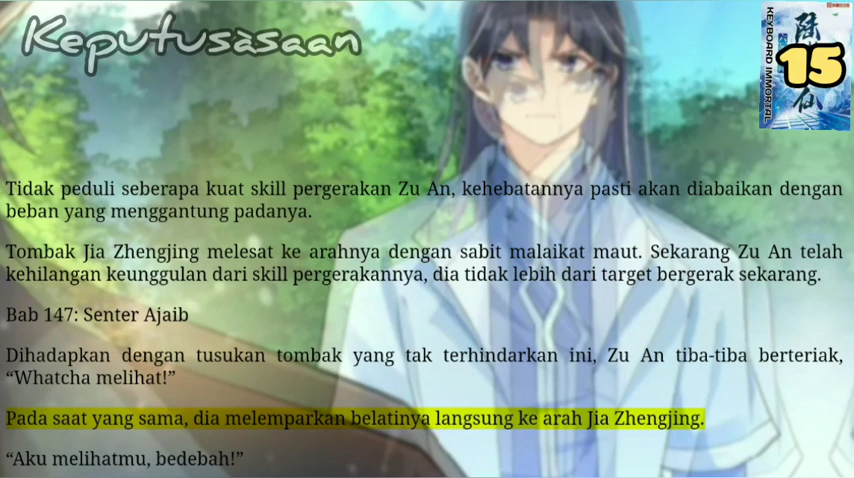 Keputusàsaan
KEYBOARD IMMORTAL
15
Tidak peduli seberapa kuat skill pergerakan Zu An, kehebatannya pasti akan diabaikan dengan
beban yang menggantung padanya.
Tombak Jia Zhengjing melesat ke arahnya dengan sabit malaikat maut. Sekarang Zu An telah
kehilangan keunggulan dari skill pergerakannya, dia tidak lebih dari target bergerak sekarang.
Bab 147: Senter Ajaib
Dihadapkan dengan tusukan tombak yang tak terhindarkan ini, Zu An tiba-tiba berteriak,
“Whatcha melihat!”
Pada saat yang sama, dia melemparkan belatinya langsung ke arah Jia Zhengjing.
“Aku melihatmu, bedebah!”